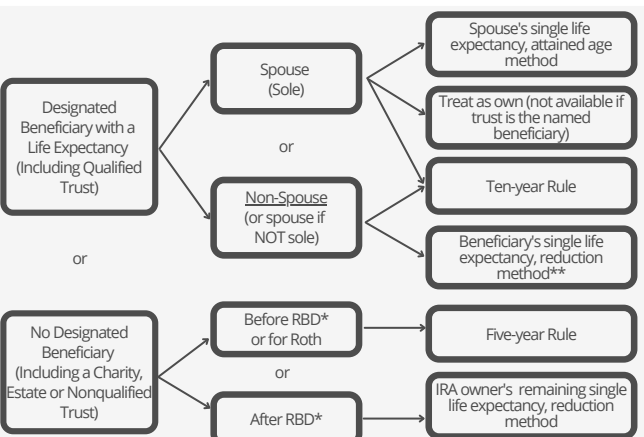 Designated
Beneficiary with a
Life Expectancy
(Including Qualified
Trust)
or
No Designated
Beneficiary
(Including a Charity,
Estate or Nonqualified
Trust)
Spouse
(Sole)
or
Non-Spouse
(or spouse if
NOT sole)
Before RBD*
or for Roth
or
After RBD*
Spouse's single life
expectancy, attained age
method
Treat as own (not available if
trust is the named
beneficiary)
Ten-year Rule
Beneficiary's single life
expectancy, reduction
method**
Five-year Rule
IRA owner's remaining single
life expectancy, reduction
method